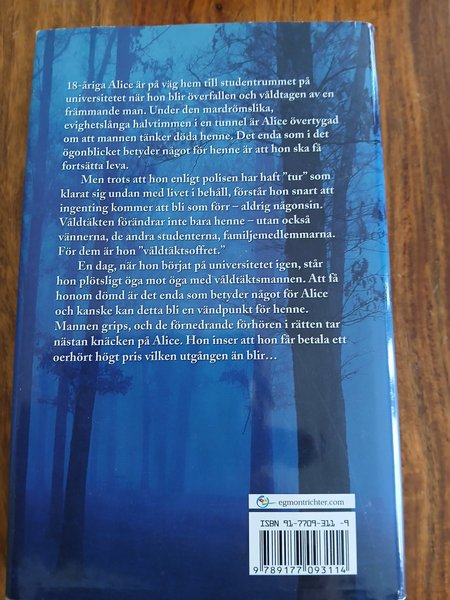 18-åriga Alice är på väg hem till studentrummet på
universitetet när hon blir överfallen och våldtagen av en
främmande man. Under den mardrömslika,
evighetslånga halvtimmen i en tunnel är Alice övertygad
om att mannen tänker döda henne. Det enda som i det
ögonblicket betyder något för henne är att hon ska få
fortsätta leva.
Men trots att hon enligt polisen har haft "tur" som
klarat sig undan med livet i behåll, förstår hon snart att
ingenting kommer att bli som förr – aldrig någonsin.
Våldtäkten förändrar inte bara henne – utan också
vännerna, de andra studenterna, familjemedlemmarna.
För dem är hon "våldtäktsoffret."
En dag, när hon börjat på universitetet igen, står
hon plötsligt öga mot öga med våldtäktsmannen. Att få
honom dömd är det enda som betyder något för Alice
och kanske kan detta bli en vändpunkt för henne.
Mannen grips, och de förnedrande förhören i rätten tar
nästan knäcken på Alice. Hon inser att hon får betala ett
oerhört högt pris vilken utgången än blir…
egmontrichter.com
ISBN 91-7709-311 -9
9 789177 093114